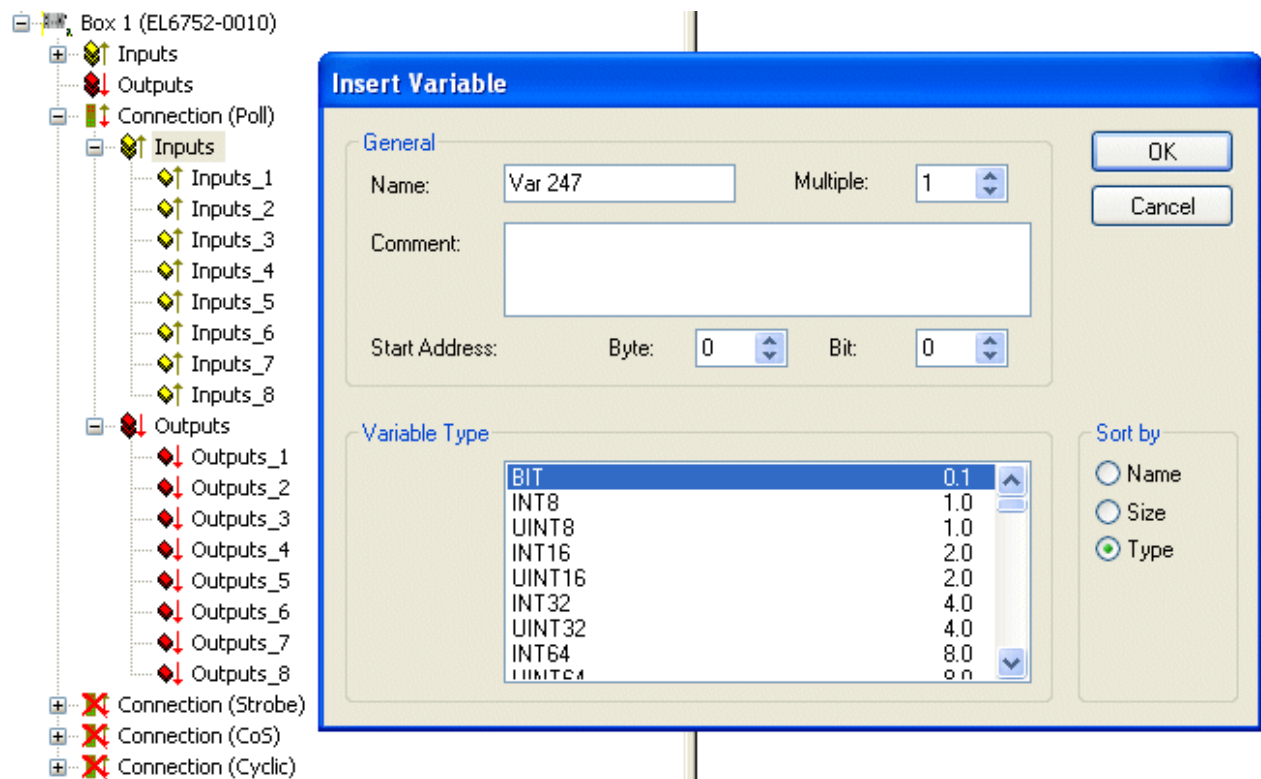 Box 1 (EL6752-0010)
Inputs
Outputs
Connection (Poll)
Inputs
Inputs_1
Inputs_2
Inputs_3
Inputs_4
Inputs_5
Inputs_6
Inputs_7
Inputs_8
Outputs
Outputs_1
Outputs_2
Outputs_3
Outputs_4
Outputs_5
Outputs_6
Outputs_7
Outputs_8
Connection (Strobe)
Connection (CoS)
Connection (Cyclic)
Insert Variable
General
Name: Var 247 Multiple: 1
Comment:
Start Address: Byte: 0 Bit: 0
OK
Cancel
Variable Type
BIT 0.1
INT8 1.0
UINT8 1.0
INT16 2.0
UINT16 2.0
INT32 4.0
UINT32 4.0
INT64 8.0
UINT64 8.0
Sort by
Name
Size
Type